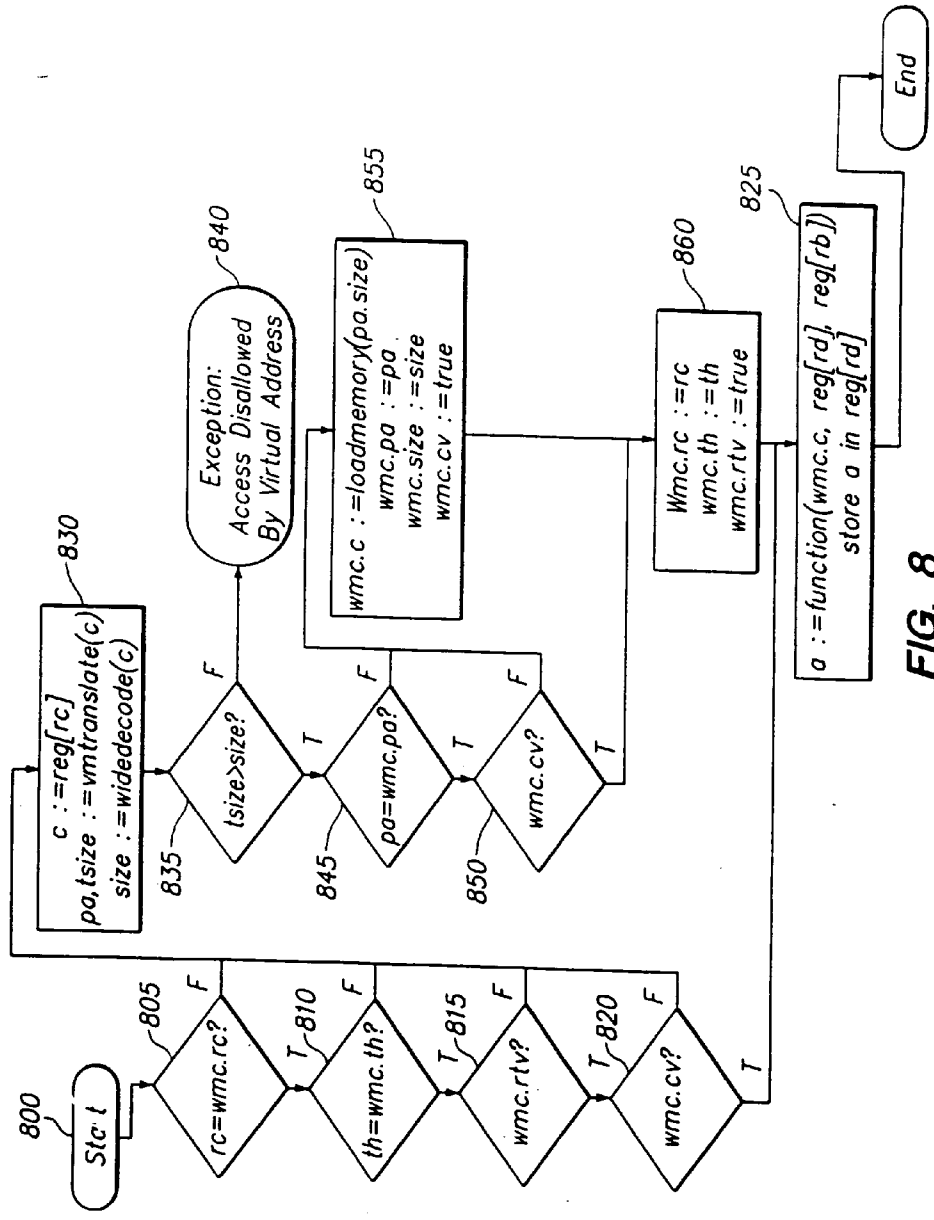 800
Sta t
805
rc=wmc.rc?
F
T
810
th=wmc.th?
F
T
815
wmc.rtv?
F
T
820
wmc.cv?
F
T
830
c :=reg[rc]
pa,tsize :=vmtranslate(c)
size :=widedecode(c)
835
tsize>size?
F
T
840
Exception:
Access Disallowed
By Virtual Address
845
pa=wmc.pa?
F
T
850
wmc.cv?
F
T
855
wmc.c :=loadmemory(pa.size)
wmc.pa :=pa
wmc.size :=size
wmc.cv :=true
860
Wmc.rc :=rc
wmc.th :=th
wmc.rtv :=true
825
a :=function(wmc.c, reg[rd], reg[rb])
store a in reg[rd]
End
FIG. 8